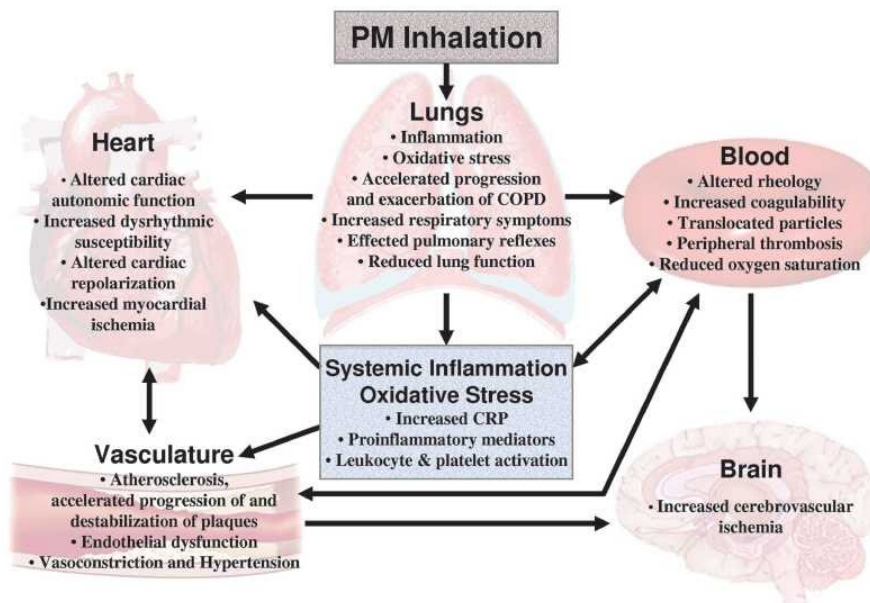 PM Inhalation
Lungs
• Inflammation
• Oxidative stress
• Accelerated progression
and exacerbation of COPD
• Increased respiratory symptoms
• Effected pulmonary reflexes
• Reduced lung function
Heart
• Altered cardiac
autonomic function
• Increased dysrhythmic
susceptibility
• Altered cardiac
repolarization
• Increased myocardial
ischemia
Blood
• Altered rheology
• Increased coagulability
• Translocated particles
• Peripheral thrombosis
• Reduced oxygen saturation
Systemic Inflammation
Oxidative Stress
• Increased CRP
• Proinflammatory mediators
• Leukocyte & platelet activation
Vasculature
• Atherosclerosis,
accelerated progression of and
destabilization of plaques
• Endothelial dysfunction
• Vasoconstriction and Hypertension
Brain
• Increased cerebrovascular
ischemia